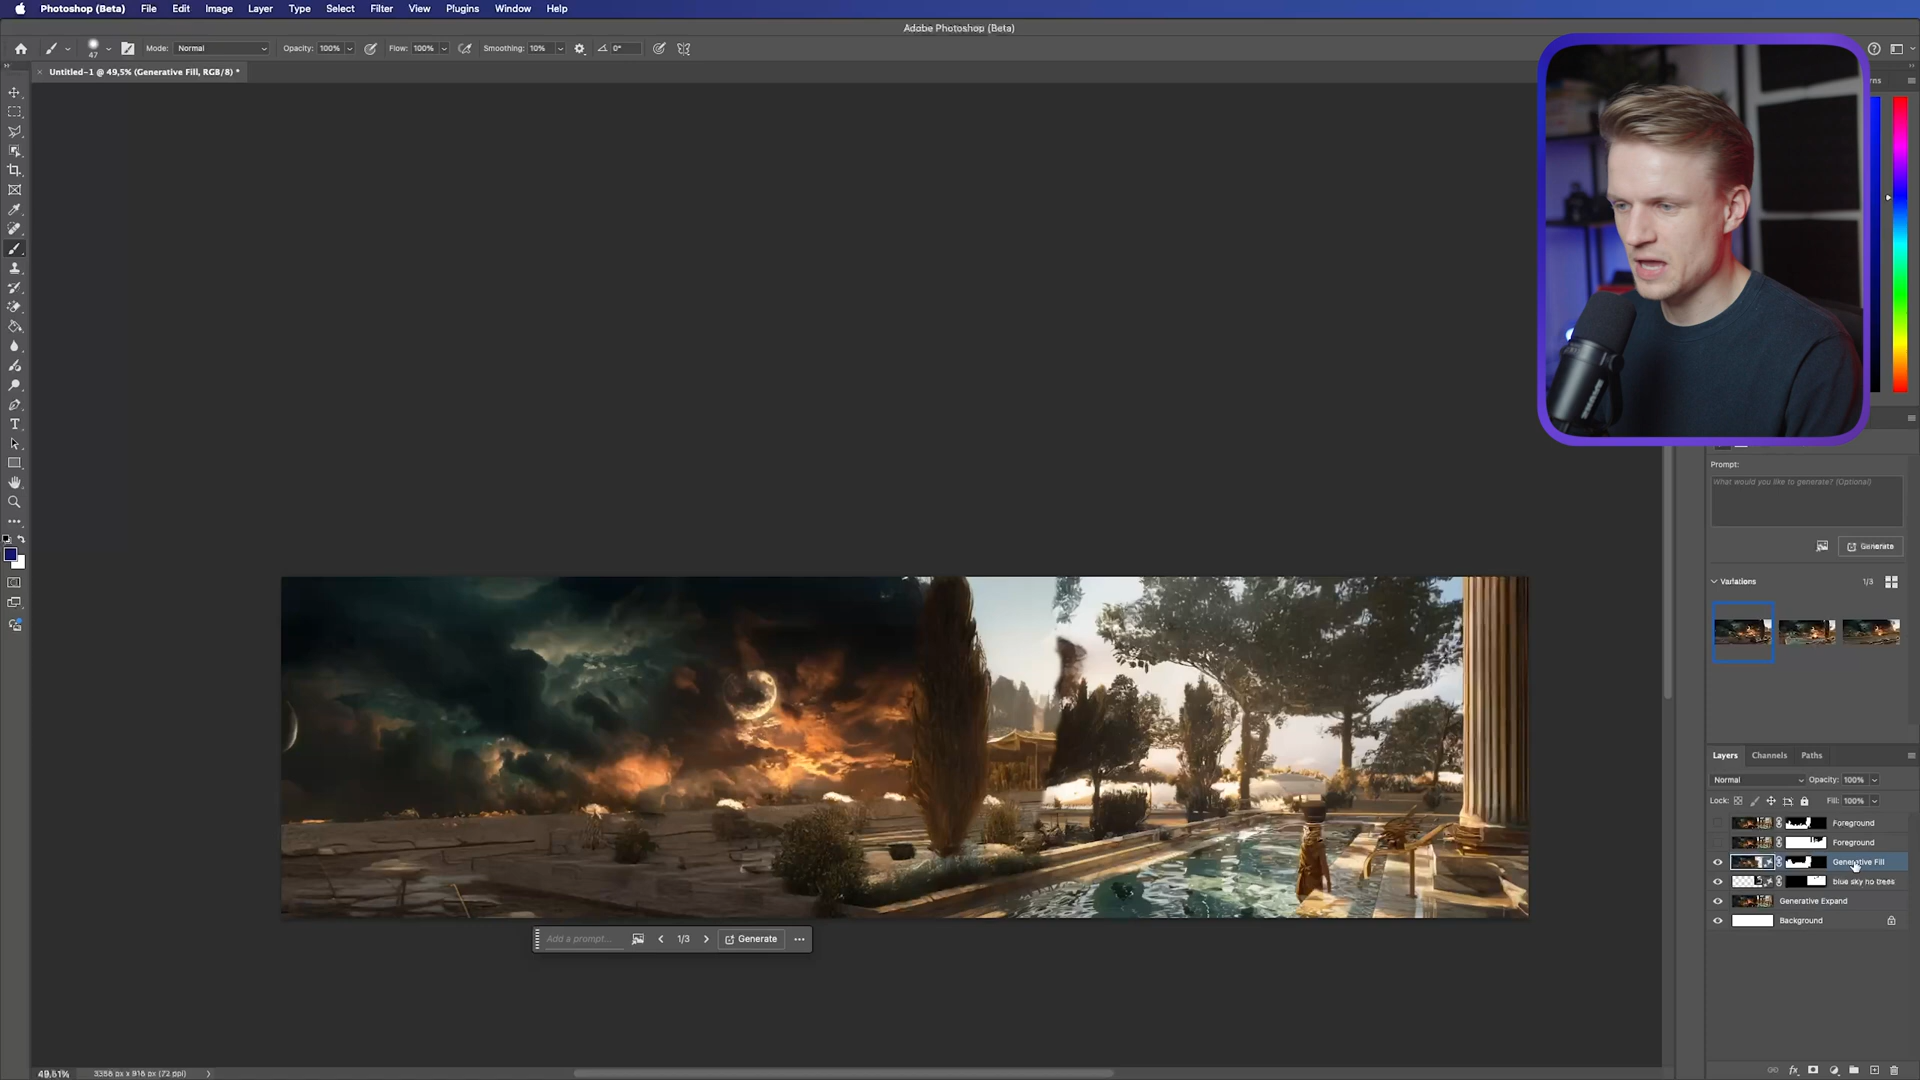 Photoshop (Beta) File Edit Image Layer Type Select Filter View Plugins Window Help
Adobe Photoshop (Beta)
47 Mode: Normal Opacity: 100% Flow: 100% Smoothing: 10% 0°
× Untitled-1 @ 49,5% (Generative Fill, RGB/8) *
Prompt:
What would you like to generate? (Optional)
Generate
Variations 1/3
Layers Channels Paths
Normal Opacity: 100%
Lock: Fill: 100%
Foreground
Foreground
Generative Fill
blue sky no trees
Generative Expand
Background
Add a prompt... 1/3 Generate
49,51% 3358 px x 916 px (72 ppi)